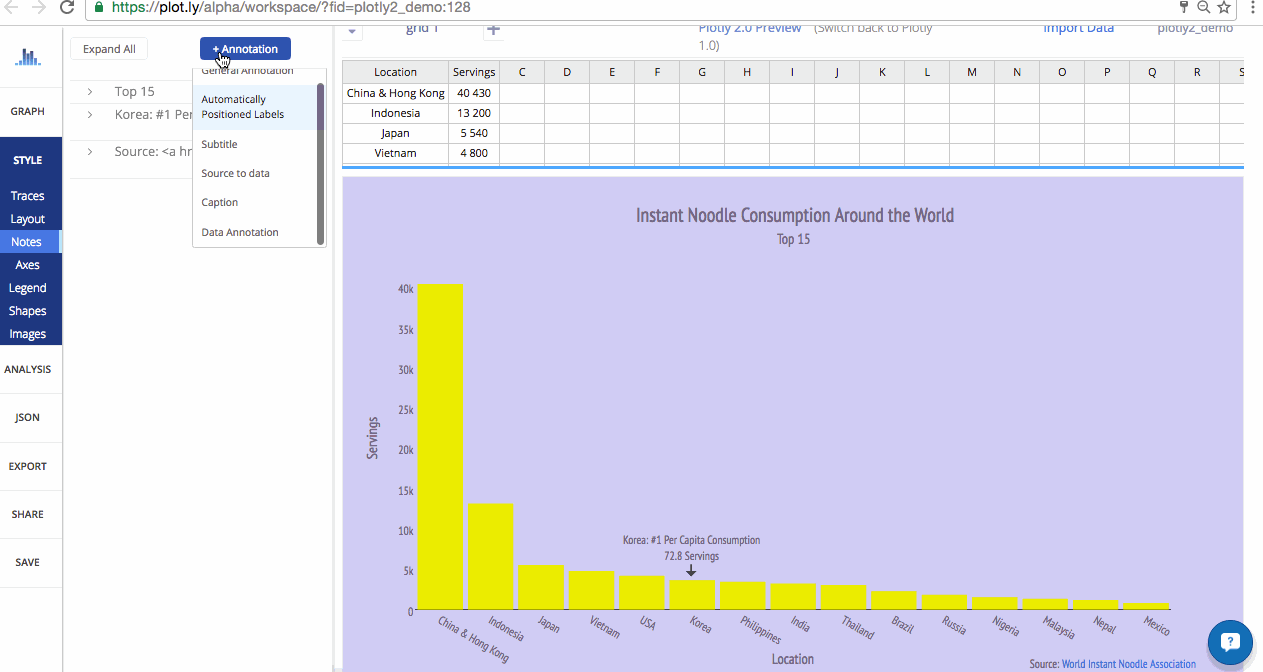 https://plot.ly/alpha/workspace/?fid=plotly2_demo:128
Expand All
+ Annotation
grid 1
+
Plotly 2.0 Preview (Switch back to Plotly
1.0)
Import Data
plotly2_demo
GRAPH
STYLE
Traces
Layout
Notes
Axes
Legend
Shapes
Images
ANALYSIS
JSON
EXPORT
SHARE
SAVE
Top 15
Korea: #1 Per
Source: <a hr
General Annotation
Automatically
Positioned Labels
Subtitle
Source to data
Caption
Data Annotation
Location Servings C D E F G H I J K L M N O P Q R S
China & Hong Kong 40 430
Indonesia 13 200
Japan 5 540
Vietnam 4 800
Instant Noodle Consumption Around the World
Top 15
Servings
40k
35k
30k
25k
20k
15k
10k
5k
0
Korea: #1 Per Capita Consumption
72.8 Servings
China & Hong Kong
Indonesia
Japan
Vietnam
USA
Korea
Philippines
India
Thailand
Brazil
Russia
Nigeria
Malaysia
Nepal
Mexico
Location
Source: World Instant Noodle Association
?